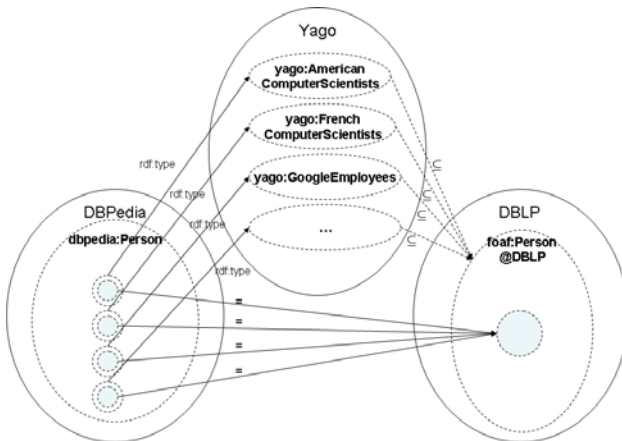 Yago
yago:American
ComputerScientists
yago:French
ComputerScientists
yago:GoogleEmployees
...
rdf:type
rdf:type
rdf:type
rdf:type
⊆
⊆
⊆
⊆
DBPedia
dbpedia:Person
DBLP
foaf:Person
@DBLP
=
=
=
=